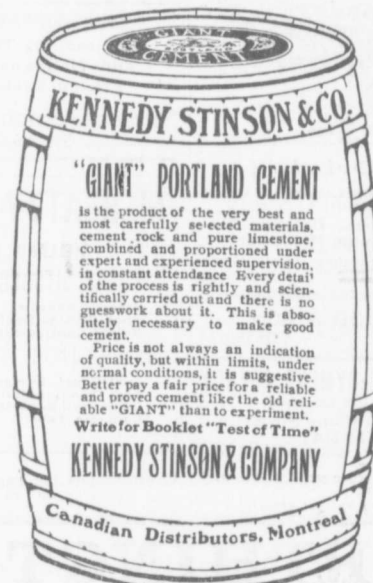 GIANT
CEMENT
KENNEDY STINSON & CO.
"GIANT" PORTLAND CEMENT
is the product of the very best and
most carefully selected materials,
cement rock and pure limestone,
combined and proportioned under
expert and experienced supervision,
in constant attendance Every detail
of the process is rightly and scien-
tifically carried out and there is no
guesswork about it. This is abso-
lutely necessary to make good
cement.
Price is not always an indication
of quality, but within limits, under
normal conditions, it is suggestive.
Better pay a fair price for a reliable
and proved cement like the old reli-
able "GIANT" than to experiment.
Write for Booklet "Test of Time"
KENNEDY STINSON & COMPANY
Canadian Distributors, Montreal